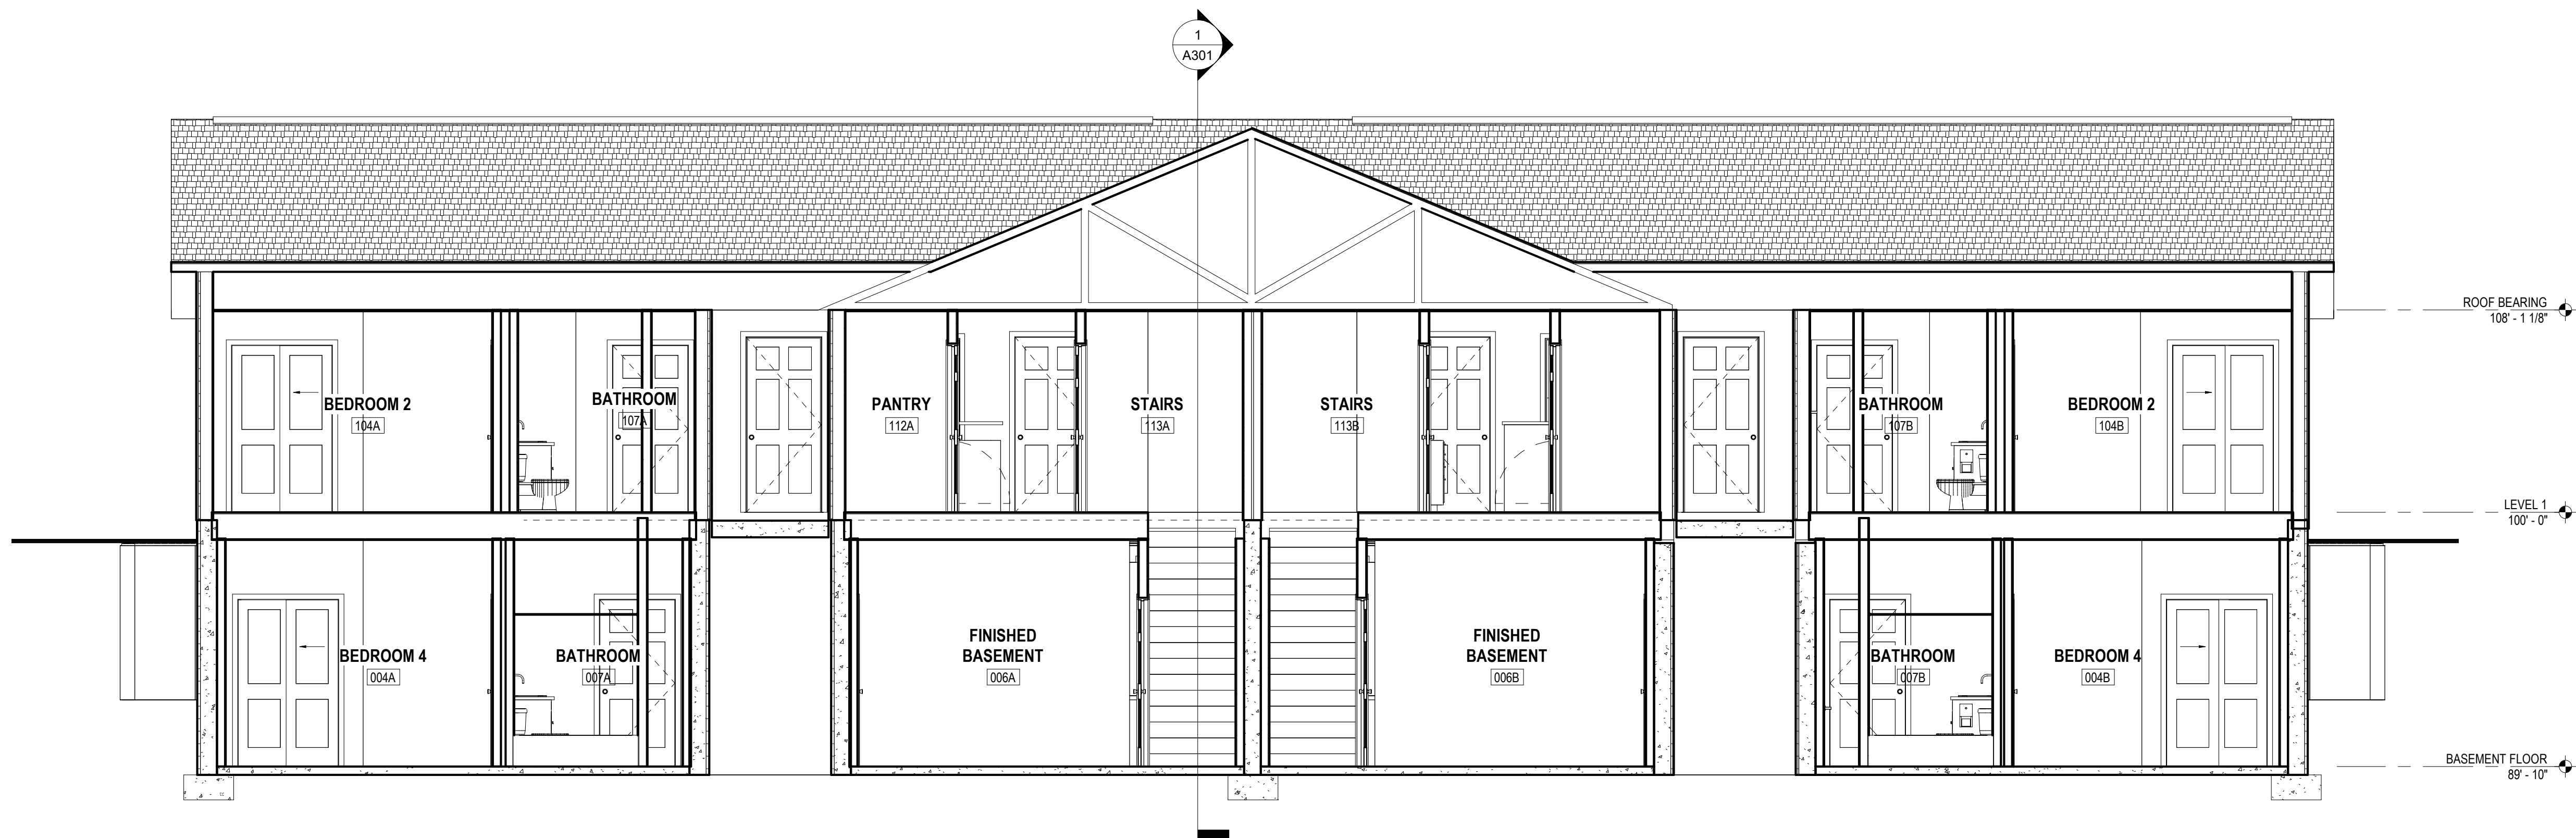 1
A301
ROOF BEARING
108' - 1 1/8"
BEDROOM 2
104A
BATHROOM
107A
PANTRY
112A
STAIRS
113A
STAIRS
113B
BATHROOM
107B
BEDROOM 2
104B
LEVEL 1
100' - 0"
BEDROOM 4
004A
BATHROOM
007A
FINISHED
BASEMENT
006A
FINISHED
BASEMENT
006B
BATHROOM
007B
BEDROOM 4
004B
BASEMENT FLOOR
89' - 10"